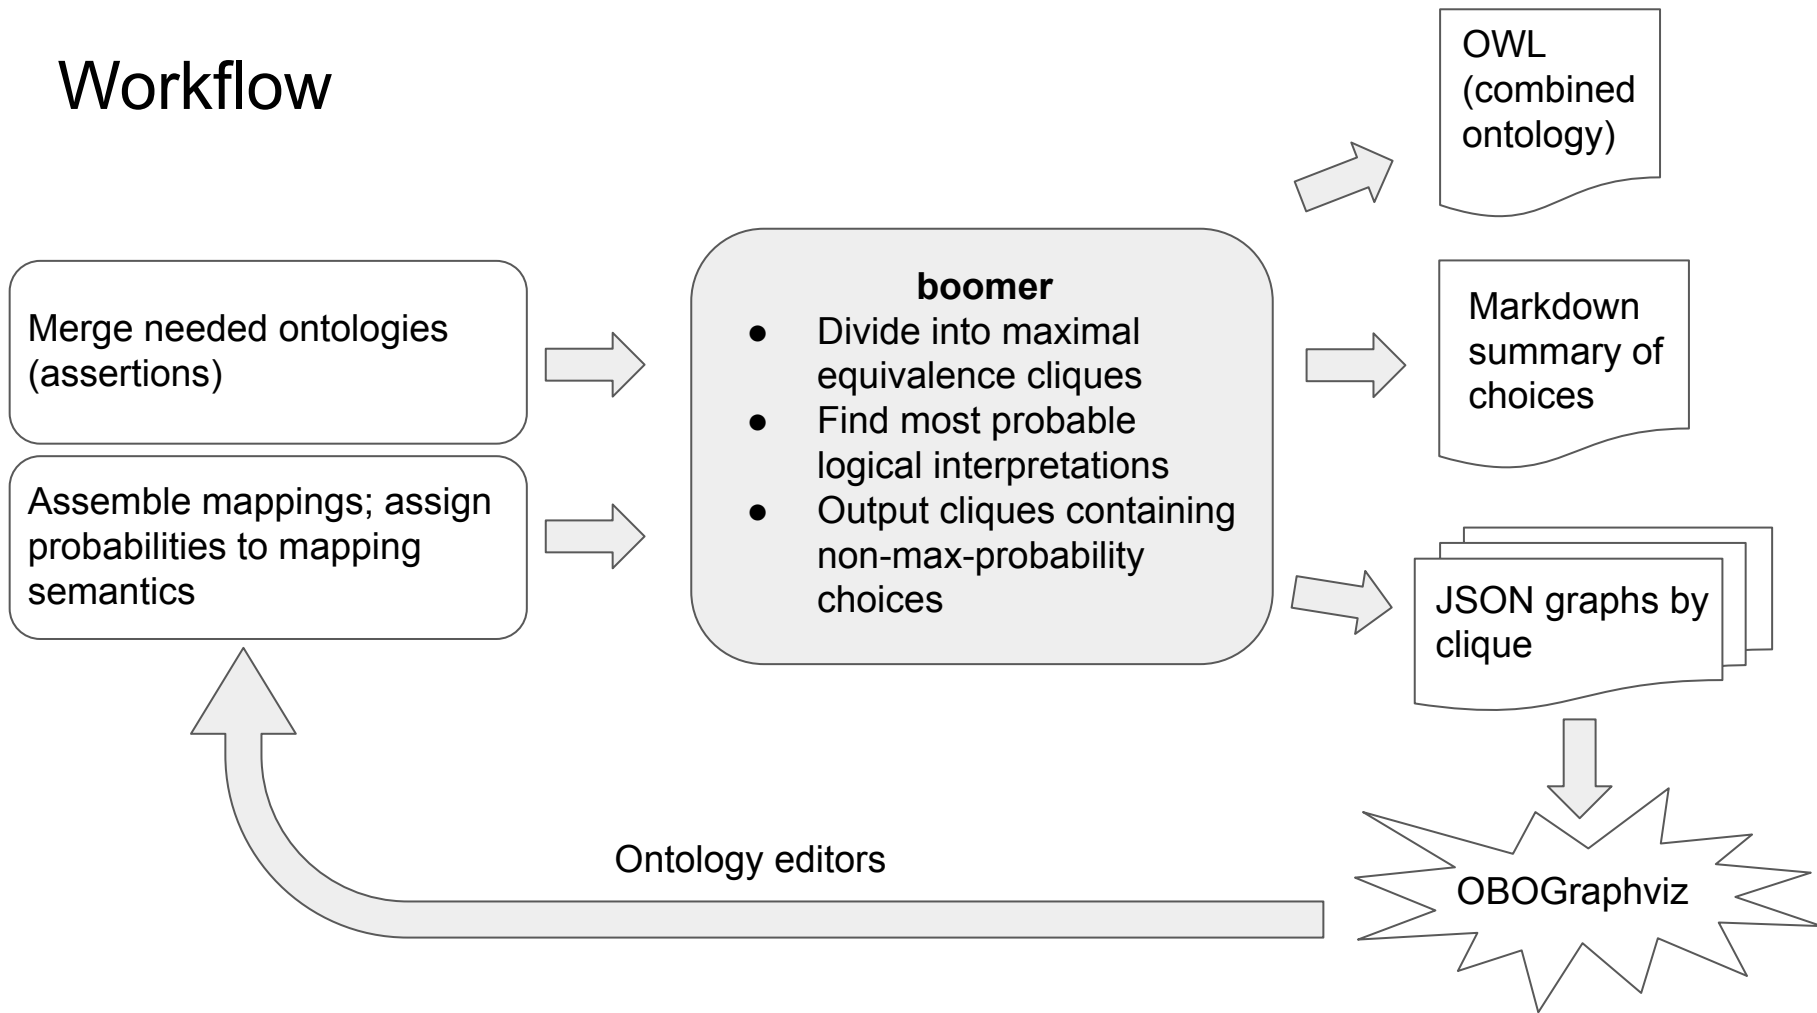 Workflow
Merge needed ontologies
(assertions)
Assemble mappings; assign
probabilities to mapping
semantics
boomer
● Divide into maximal
equivalence cliques
● Find most probable
logical interpretations
● Output cliques containing
non-max-probability
choices
OWL
(combined
ontology)
Markdown
summary of
choices
JSON graphs by
clique
OBOGraphviz
Ontology editors